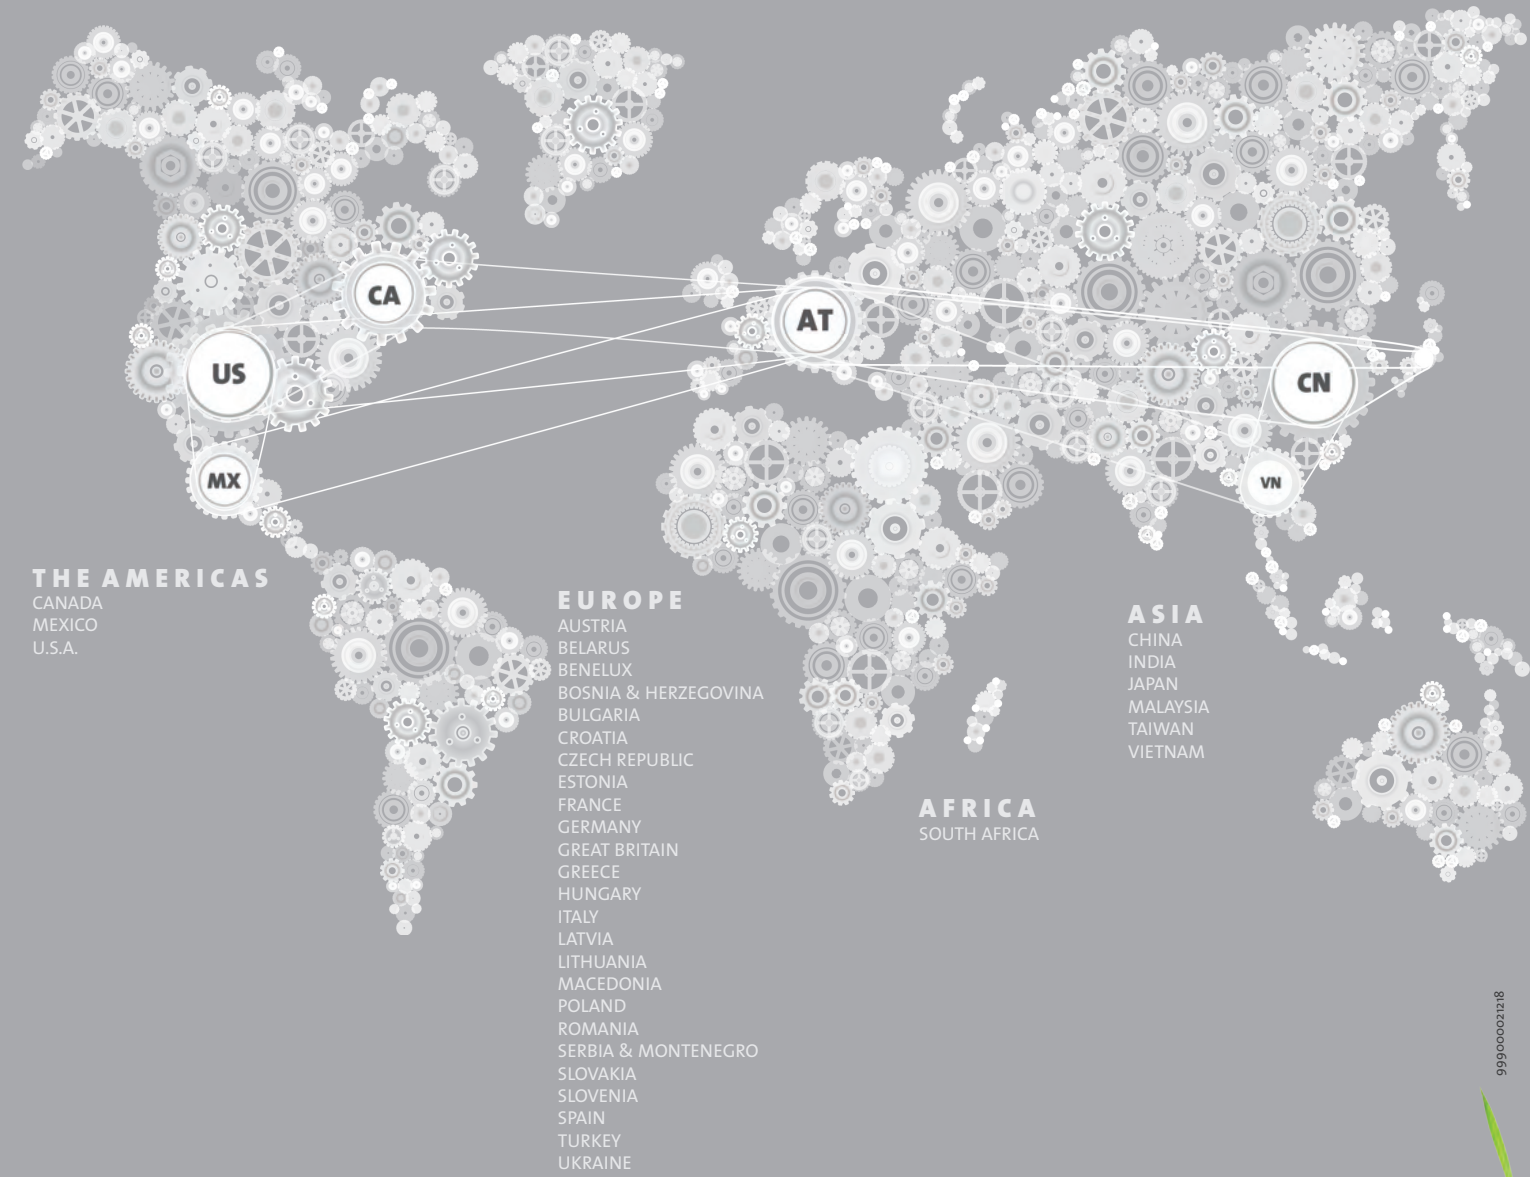 CA
AT
US
CN
MX
VN
THE AMERICAS
CANADA
MEXICO
U.S.A.
EUROPE
AUSTRIA
BELARUS
BENELUX
BOSNIA & HERZEGOVINA
BULGARIA
CROATIA
CZECH REPUBLIC
ESTONIA
FRANCE
GERMANY
GREAT BRITAIN
GREECE
HUNGARY
ITALY
LATVIA
LITHUANIA
MACEDONIA
POLAND
ROMANIA
SERBIA & MONTENEGRO
SLOVAKIA
SLOVENIA
SPAIN
TURKEY
UKRAINE
AFRICA
SOUTH AFRICA
ASIA
CHINA
INDIA
JAPAN
MALAYSIA
TAIWAN
VIETNAM
999000021218